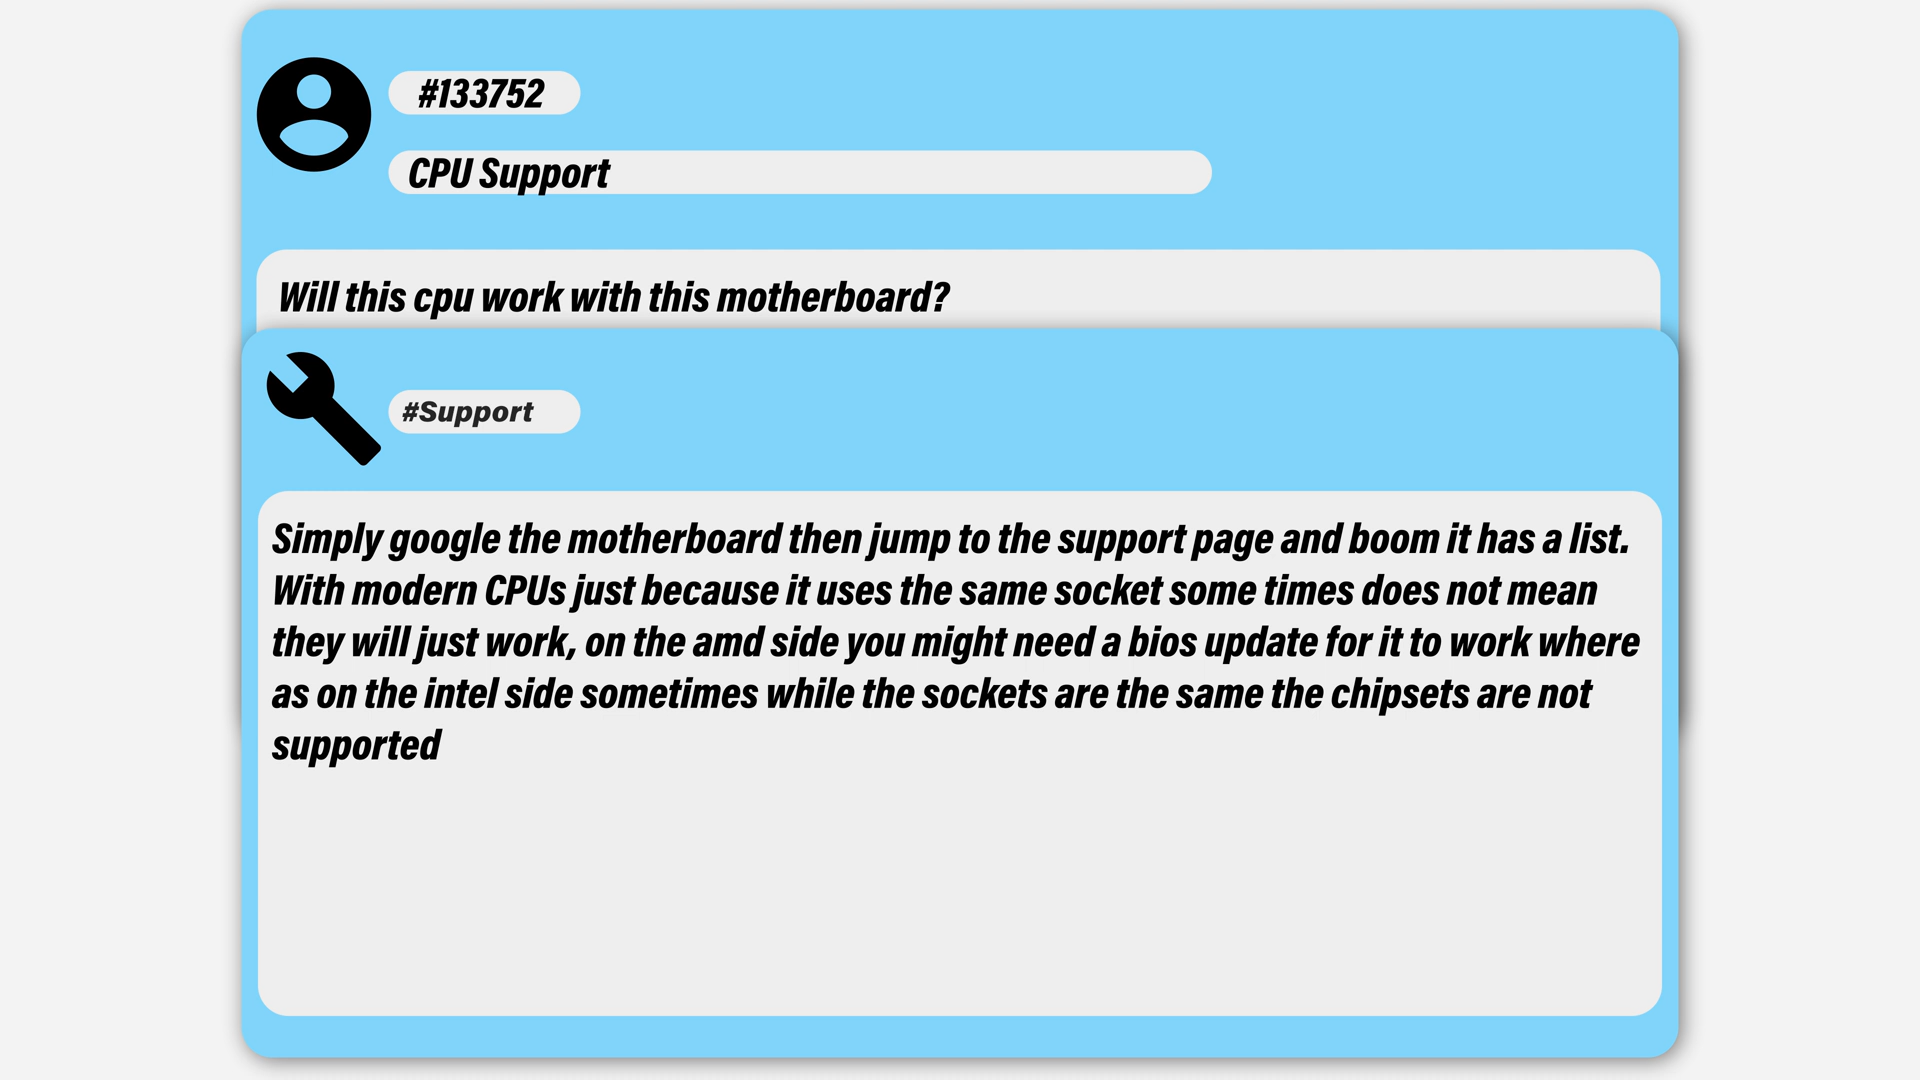 #133752
CPU Support
Will this cpu work with this motherboard?
#Support
Simply google the motherboard then jump to the support page and boom it has a list.
With modern CPUs just because it uses the same socket some times does not mean
they will just work, on the amd side you might need a bios update for it to work where
as on the intel side sometimes while the sockets are the same the chipsets are not
supported